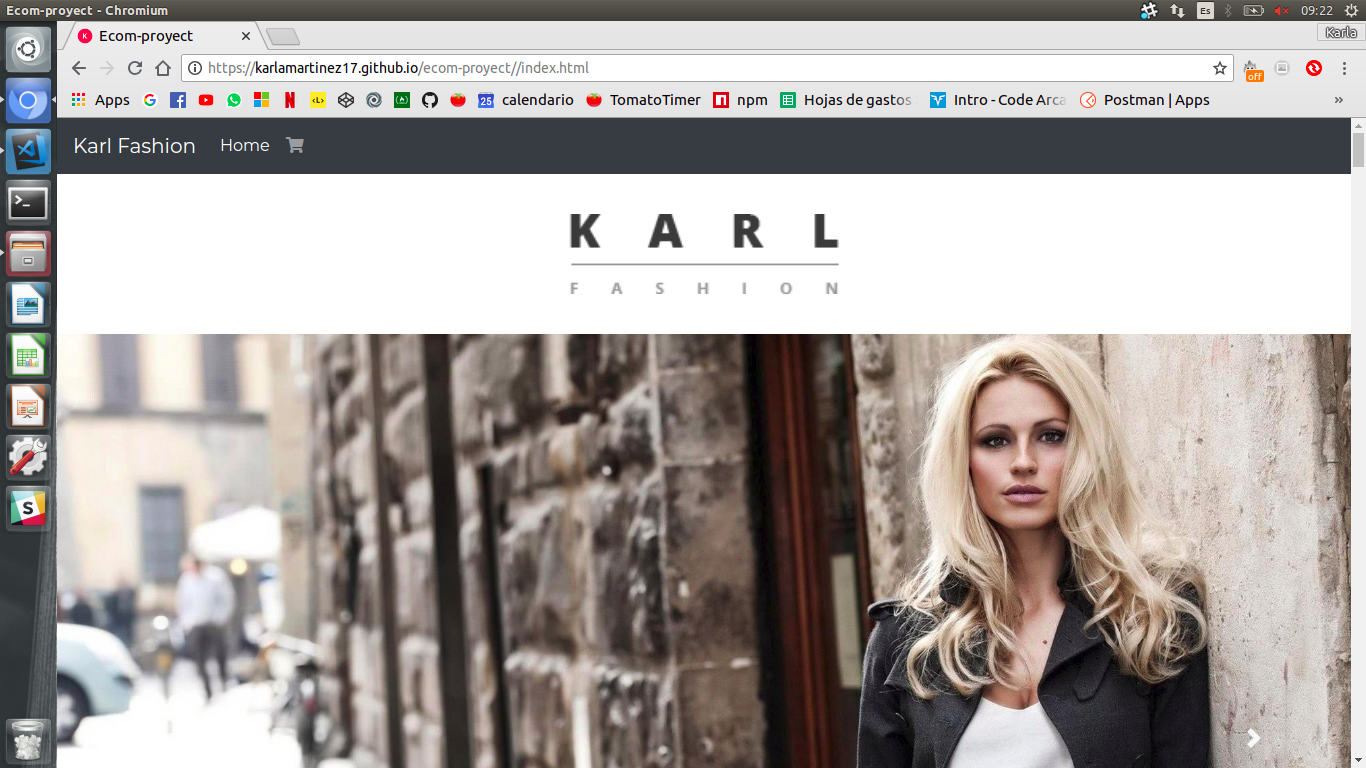 Ecom-proyect - Chromium
Es
09:22
Ecom-proyect
Karla
https://karlamartinez17.github.io/ecom-proyect//index.html
off
Apps
G
N
<L>
25
calendario
TomatoTimer
npm
Hojas de gastos
Intro - Code Arca
Postman | Apps
»
Karl Fashion
Home
KARL
FASHION
S